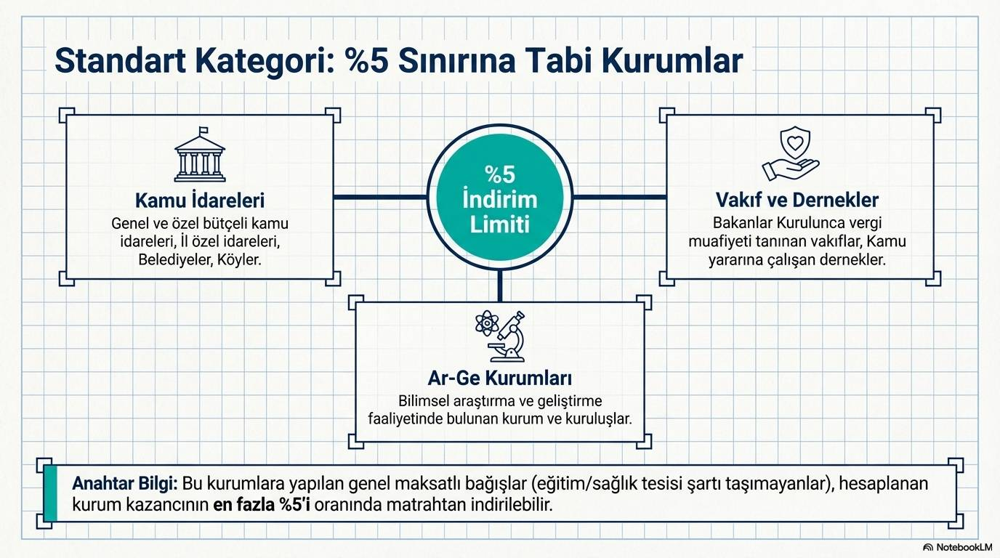 Standart Kategori: %5 Sınırına Tabi Kurumlar
Kamu İdareleri
Genel ve özel bütçeli kamu
idareleri, İl özel idareleri,
Belediyeler, Köyler.
%5
İndirim
Limiti
Vakıf ve Dernekler
Bakanlar Kurulunca vergi
muafiyeti tanınan vakıflar, Kamu
yararına çalışan dernekler.
Ar-Ge Kurumları
Bilimsel araştırma ve geliştirme
faaliyetinde bulunan kurum ve kuruluşlar.
Anahtar Bilgi: Bu kurumlara yapılan genel maksatlı bağışlar (eğitim/sağlık tesisi şartı taşımayanlar), hesaplanan
kurum kazancının en fazla %5'i oranında matrahtan indirilebilir.
NotebookLM